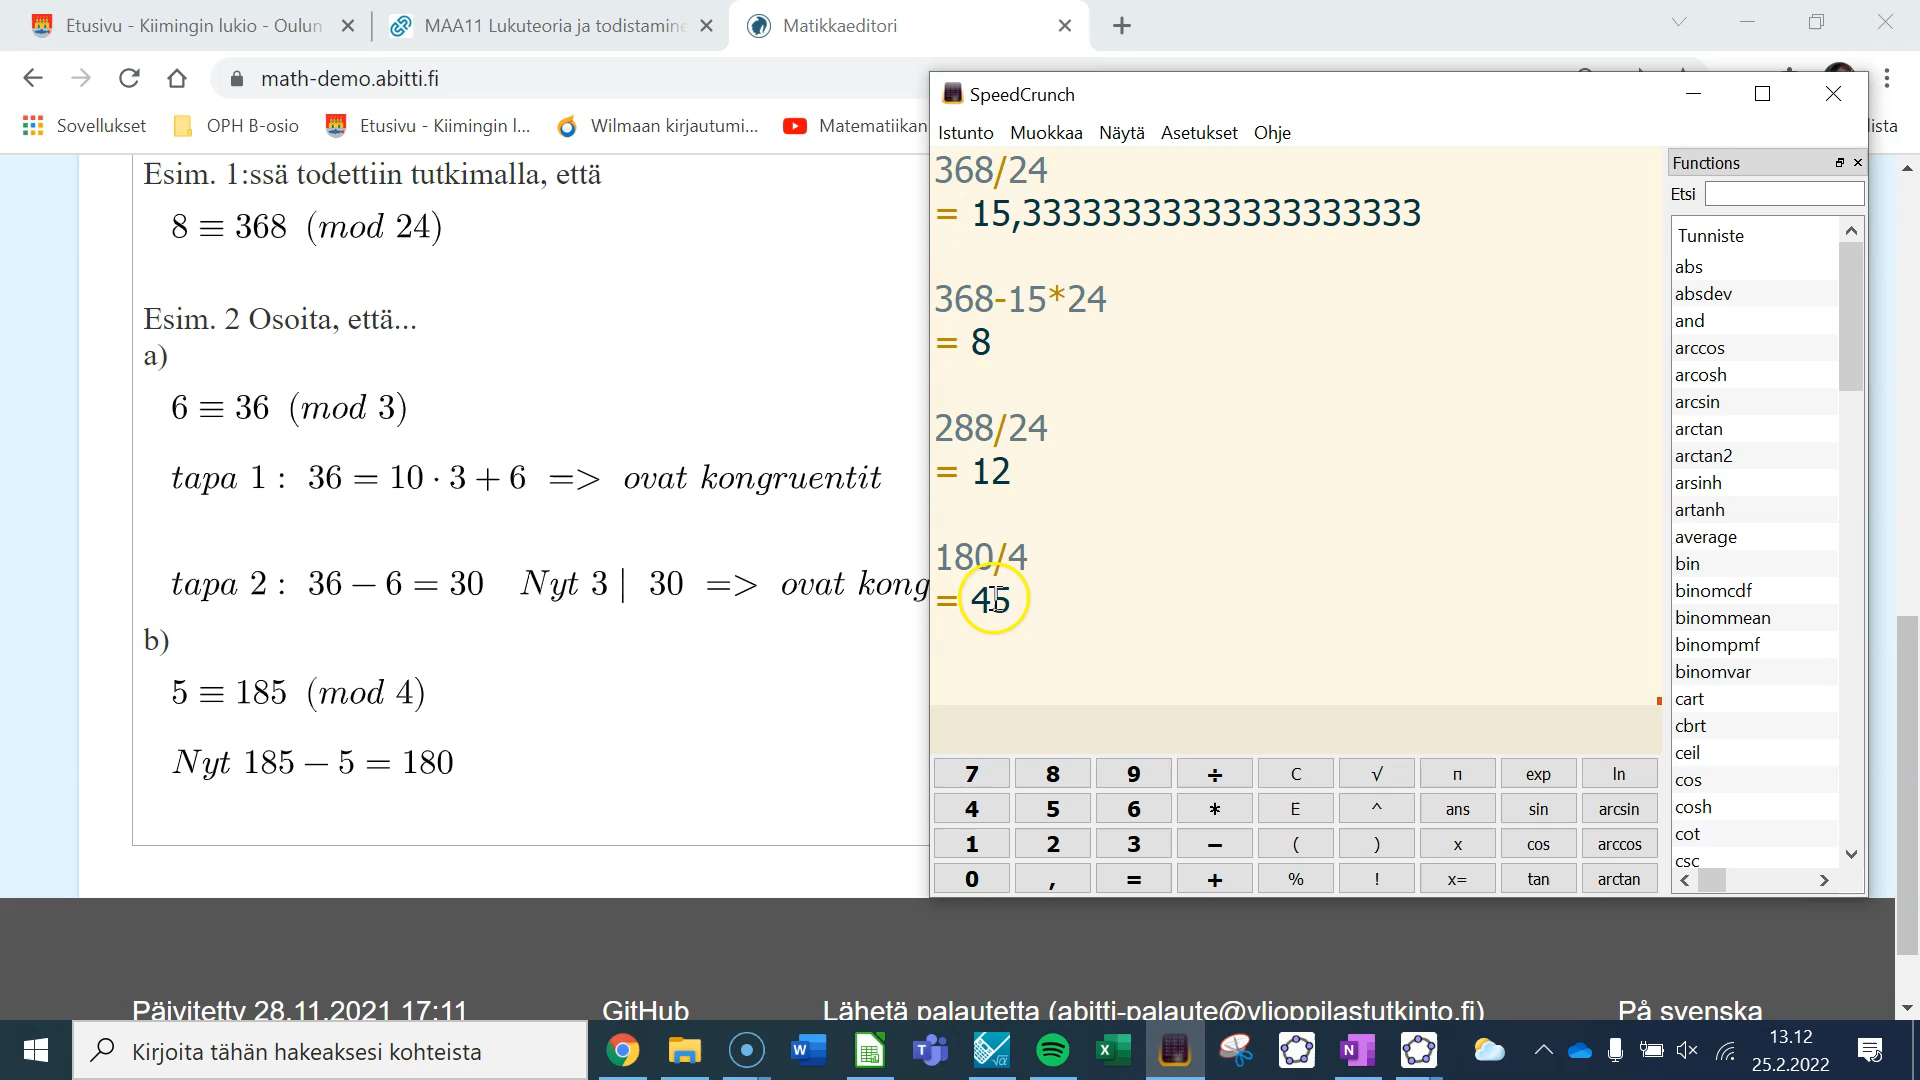 Etusivu - Kiimingin lukio - Oulun
MAA11 Lukuteoria ja todistamine
Matikkaeditori
math-demo.abitti.fi
Sovellukset
OPH B-osio
Etusivu - Kiimingin l...
Wilmaan kirjautumi...
Matematiikan
lista
Esim. 1:ssä todettiin tutkimalla, että
8 ≡ 368 (mod 24)
Esim. 2 Osoita, että...
a)
6 ≡ 36 (mod 3)
tapa 1 : 36 = 10 · 3 + 6 => ovat kongruentit
tapa 2 : 36 − 6 = 30 Nyt 3 | 30 => ovat kong
b)
5 ≡ 185 (mod 4)
Nyt 185 − 5 = 180
SpeedCrunch
Istunto Muokkaa Näytä Asetukset Ohje
368/24
= 15,33333333333333333333
368-15*24
= 8
288/24
= 12
180/4
= 45
7 8 9 ÷ C √ π exp ln
4 5 6 * E ^ ans sin arcsin
1 2 3 − ( ) x cos arccos
0 , = + % ! x= tan arctan
Functions
Etsi
Tunniste
abs
absdev
and
arccos
arcosh
arcsin
arctan
arctan2
arsinh
artanh
average
bin
binomcdf
binommean
binompmf
binomvar
cart
cbrt
ceil
cos
cosh
cot
csc
Päivitetty 28.11.2021 17:11
GitHub
Lähetä palautetta (abitti-palaute@ylioppilastutkinto.fi)
På svenska
Kirjoita tähän hakeaksesi kohteista
13.12
25.2.2022